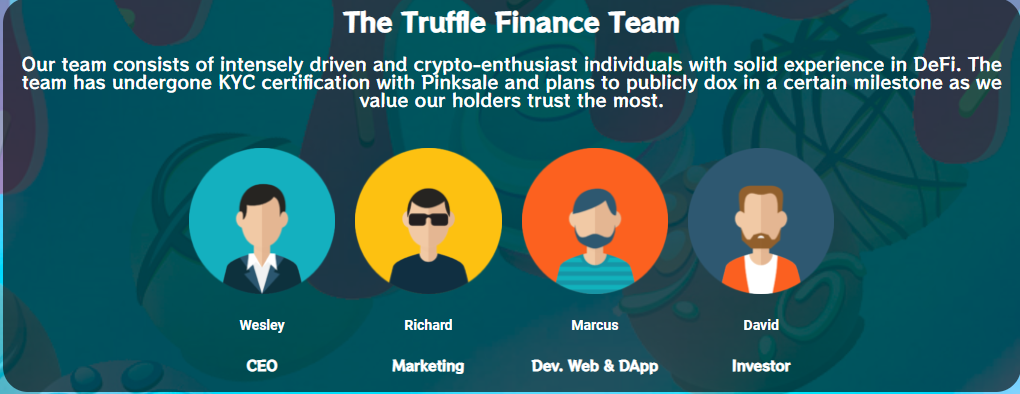 The Truffle Finance Team
Our team consists of intensely driven and crypto-enthusiast individuals with solid experience in DeFi. The
team has undergone KYC certification with Pinksale and plans to publicly dox in a certain milestone as we
value our holders trust the most.
Wesley Richard Marcus David
CEO Marketing Dev. Web & DApp Investor